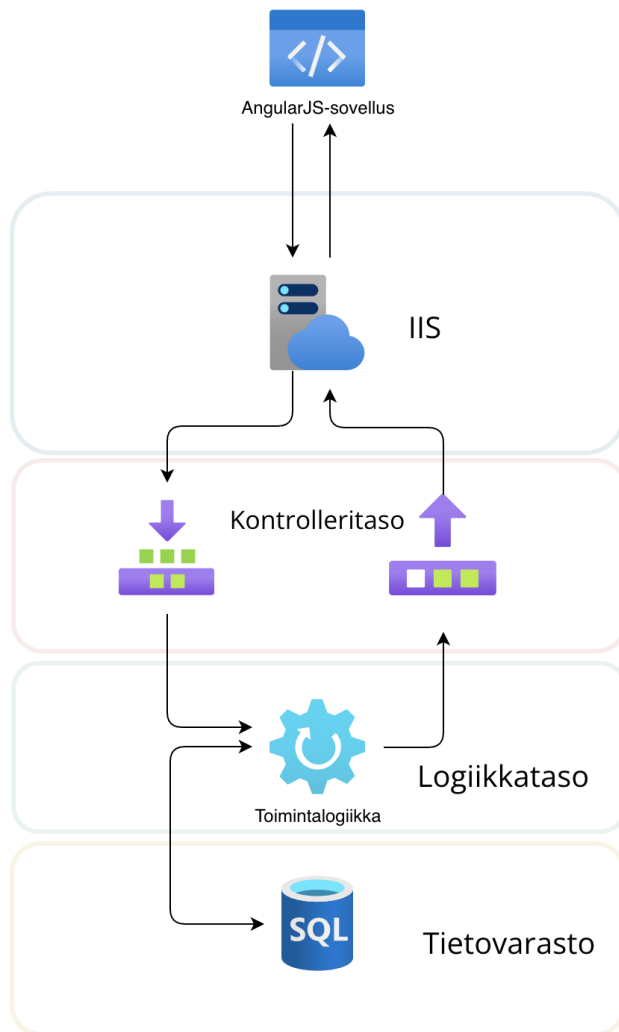 </>
AngularJS-sovellus
IIS
Kontrolleritaso
Logiikkataso
Toimintalogiikka
SQL
Tietovarasto